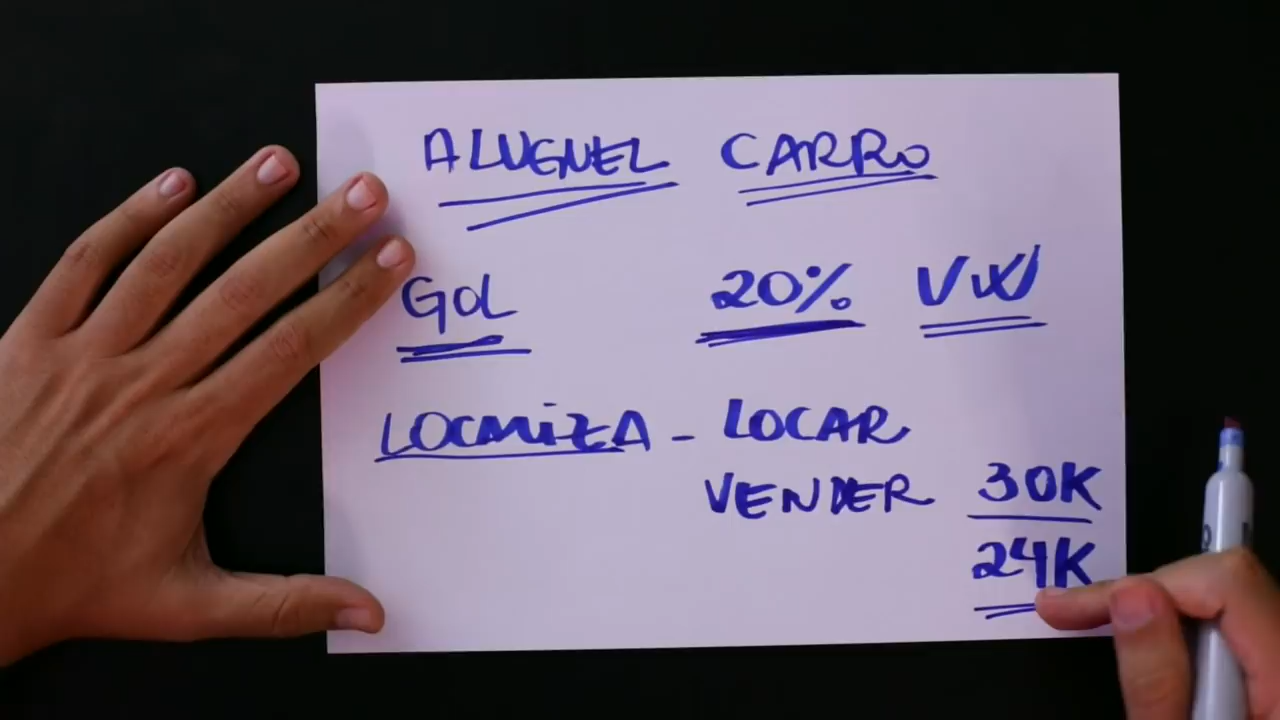 ALUGUEL CARRO
GOL 20% VW
LOCALIZA - LOCAR
VENDER 30K
24K